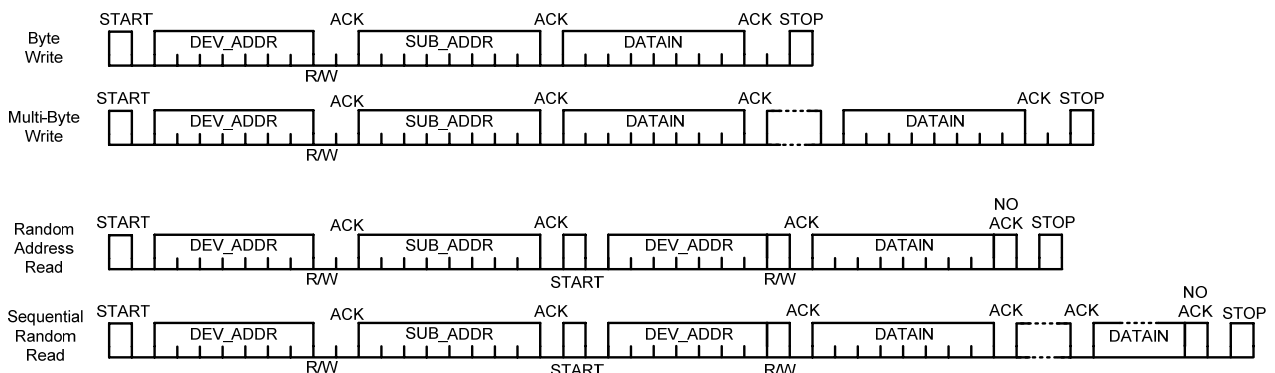 START ACK ACK ACK STOP
Byte
Write
DEV_ADDR SUB_ADDR DATAIN
R/W
START ACK ACK ACK ACK STOP
Multi-Byte
Write
DEV_ADDR SUB_ADDR DATAIN DATAIN
R/W
NO
START ACK ACK ACK ACK STOP
Random
Address
Read
DEV_ADDR SUB_ADDR DEV_ADDR DATAIN
R/W START R/W
NO
START ACK ACK ACK ACK ACK ACK STOP
Sequential
Random
Read
DEV_ADDR SUB_ADDR DEV_ADDR DATAIN DATAIN
R/W START R/W